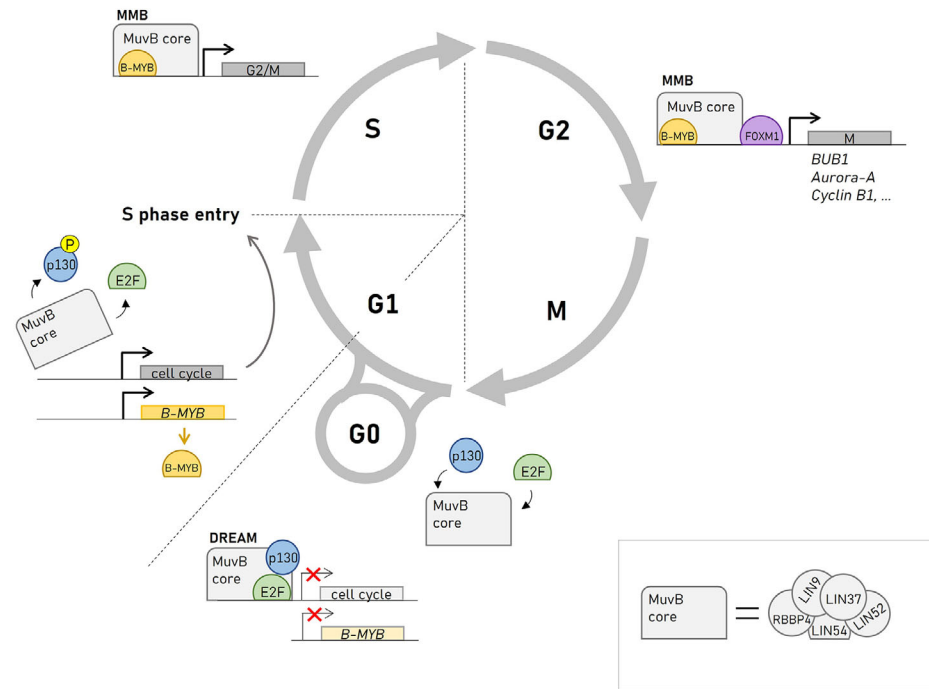 MMB
MuvB
core
B-MYB
G2/M
S
G2
MMB
MuvB core
B-MYB
FOXM1
M
BUB1
Aurora-A
Cyclin B1, ...
S phase entry
P
p130
E2F
MuvB
core
cell cycle
B-MYB
B-MYB
G1
M
G0
p130
E2F
MuvB
core
DREAM
MuvB
core
p130
E2F
cell cycle
B-MYB
MuvB
core
=
RBBP4
LIN9
LIN37
LIN52
LIN54